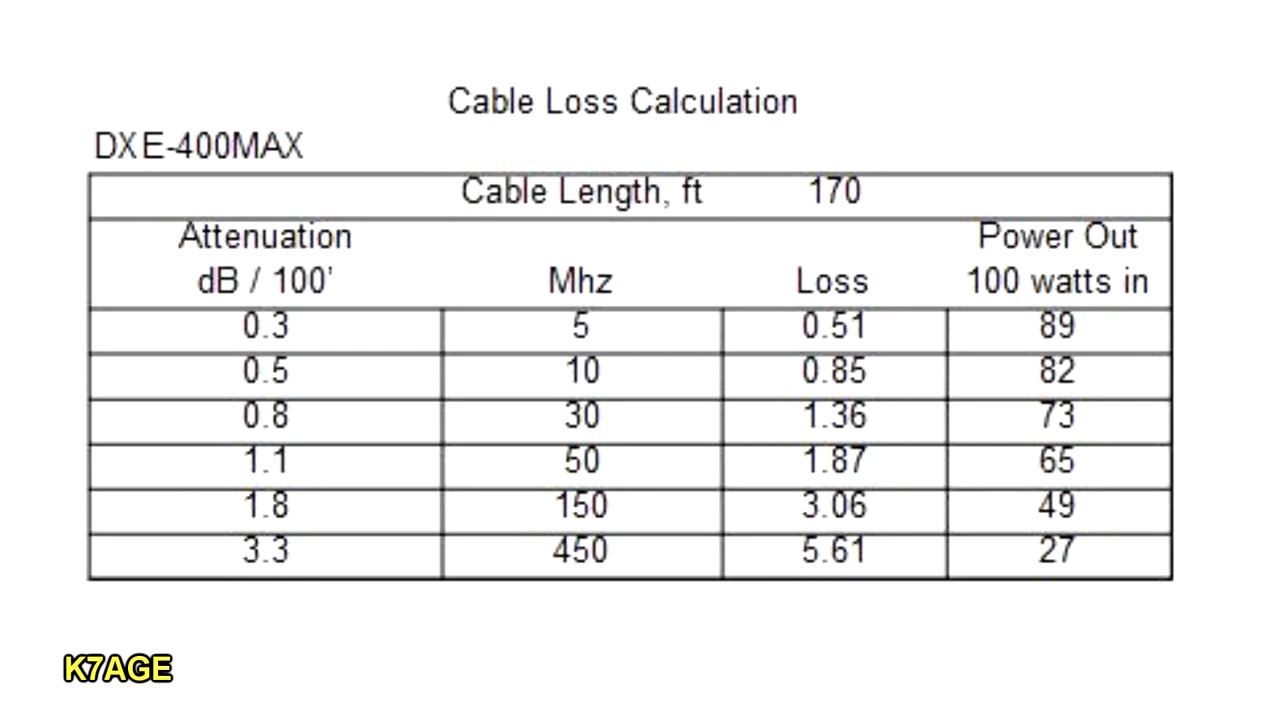 Cable Loss Calculation
DXE-400MAX
Cable Length, ft 170
Attenuation Power Out
dB / 100' Mhz Loss 100 watts in
0.3 5 0.51 89
0.5 10 0.85 82
0.8 30 1.36 73
1.1 50 1.87 65
1.8 150 3.06 49
3.3 450 5.61 27
K7AGE